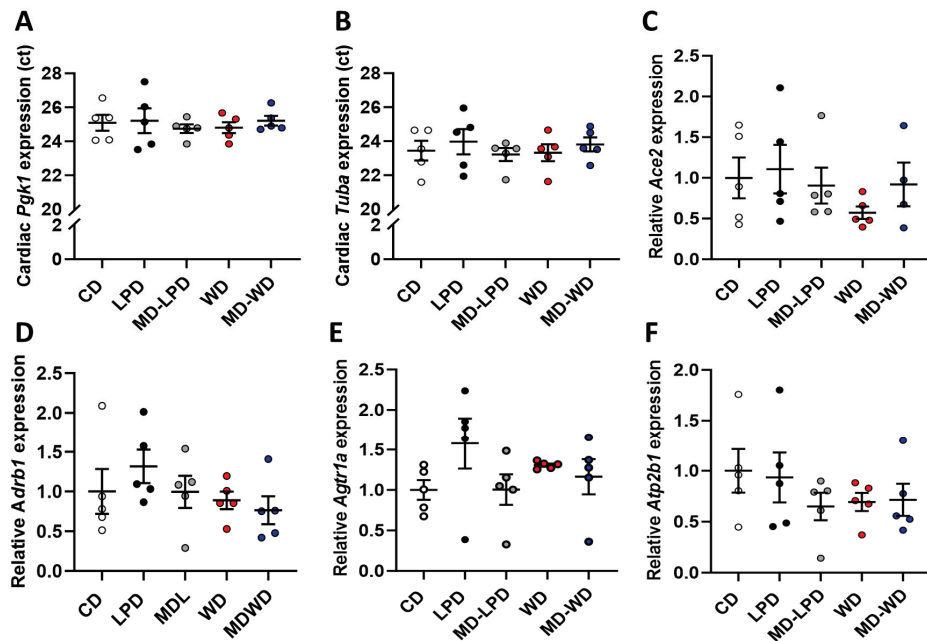 A
Cardiac Pgk1 expression (ct)
28
26
24
22
20
2
0
CD
LPD
MD-LPD
WD
MD-WD
B
Cardiac Tuba expression (ct)
28
26
24
22
20
2
0
CD
LPD
MD-LPD
WD
MD-WD
C
Relative Ace2 expression
2.5
2.0
1.5
1.0
0.5
0.0
CD
LPD
MD-LPD
WD
MD-WD
D
Relative Adrb1 expression
2.5
2.0
1.5
1.0
0.5
0.0
CD
LPD
MDL
WD
MDWD
E
Relative Agtr1a expression
2.5
2.0
1.5
1.0
0.5
0.0
CD
LPD
MD-LPD
WD
MD-WD
F
Relative Atp2b1 expression
2.0
1.5
1.0
0.5
0.0
CD
LPD
MD-LPD
WD
MD-WD